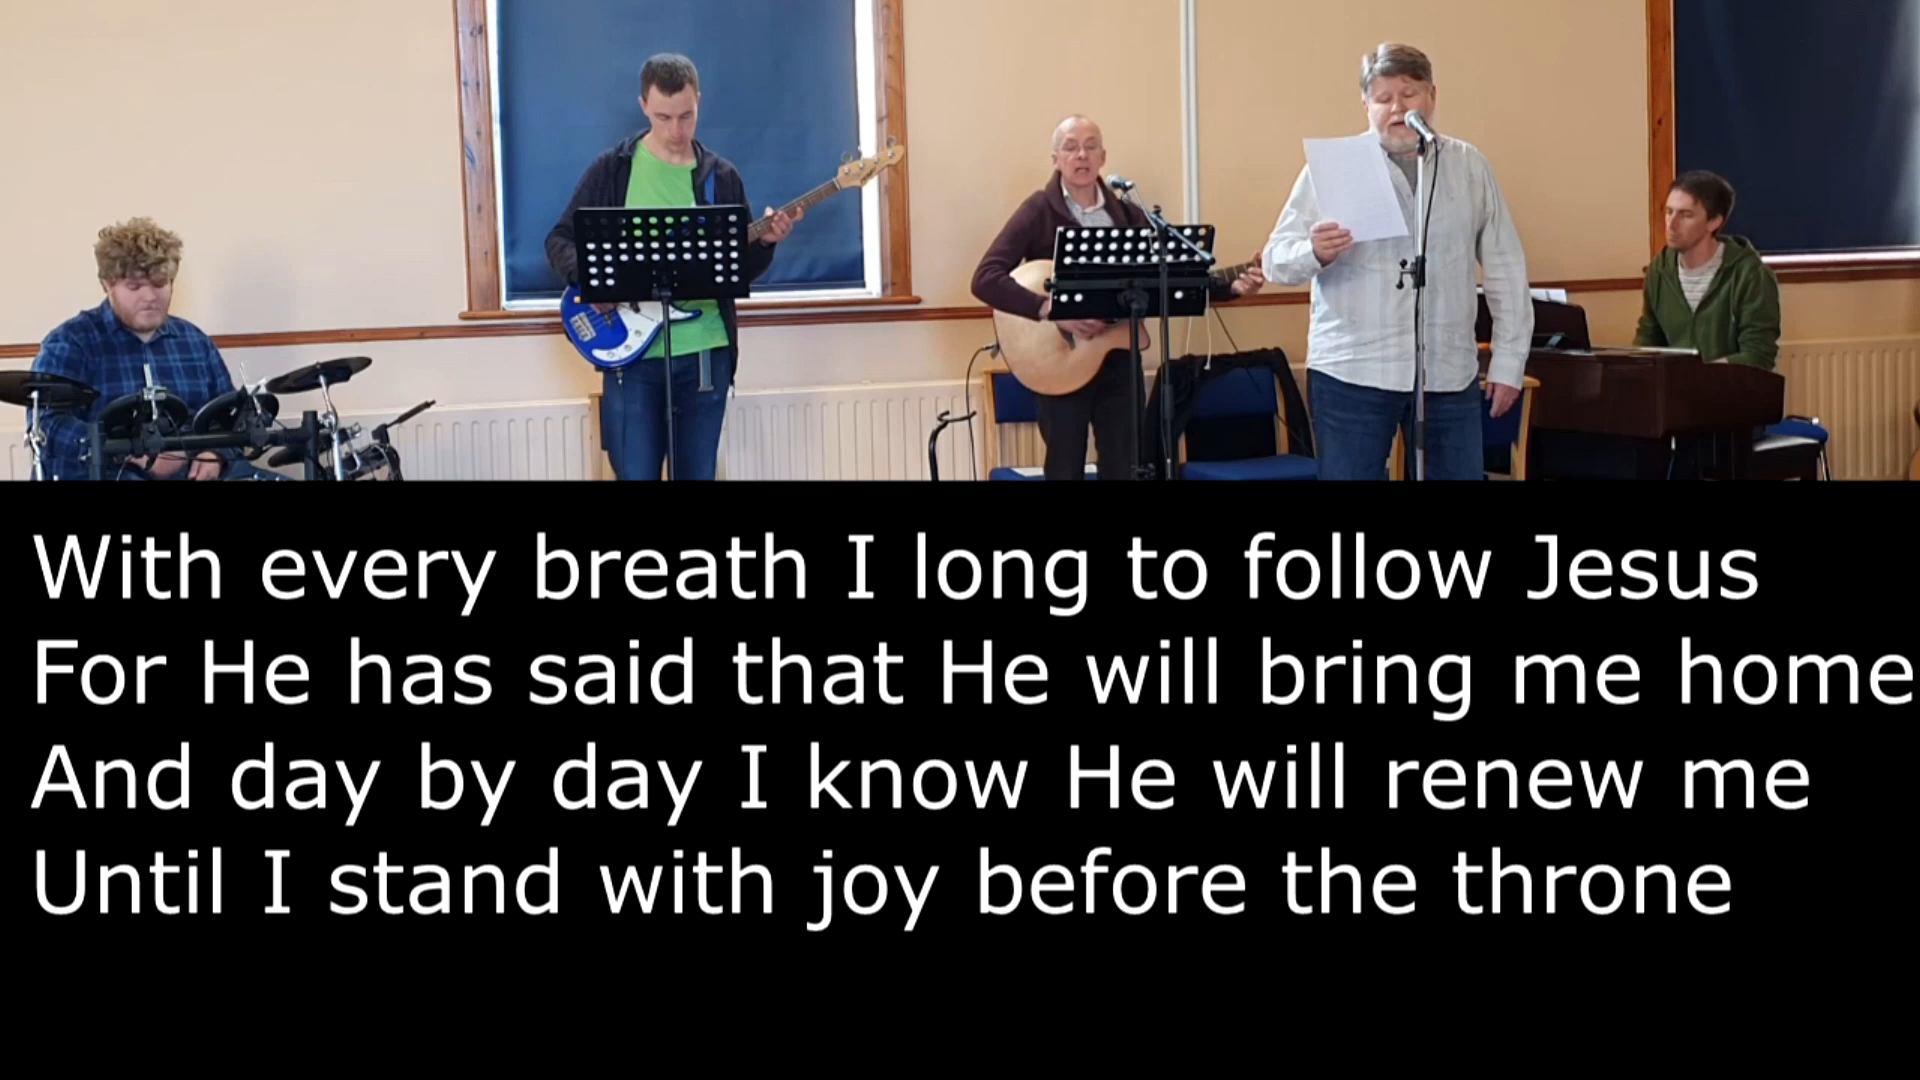 With every breath I long to follow Jesus
For He has said that He will bring me home
And day by day I know He will renew me
Until I stand with joy before the throne